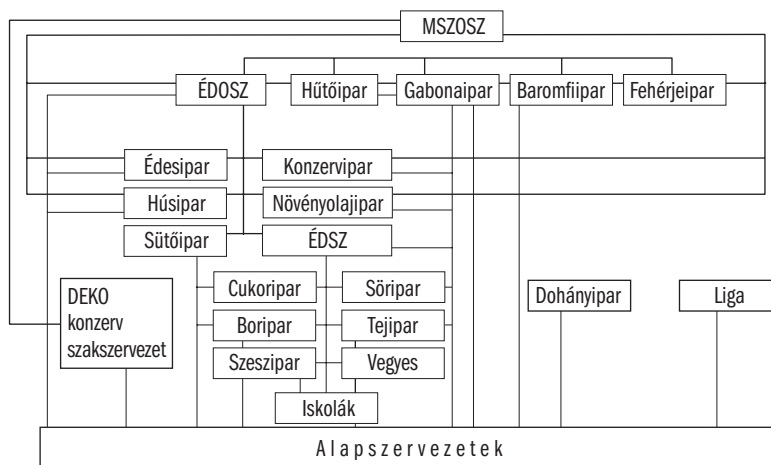 MSZOSZ
ÉDOSZ
Hűtőipar
Gabonaipar
Baromfiipar
Fehérjeipar
Édesipar
Konzervipar
Húsipar
Növényolajipar
Sütőipar
ÉDSZ
DEKO
konzerv
szakszervezet
Cukoripar
Söripar
Dohányipar
Liga
Boripar
Tejipar
Szeszipar
Vegyes
Iskolák
Alapszervezetek